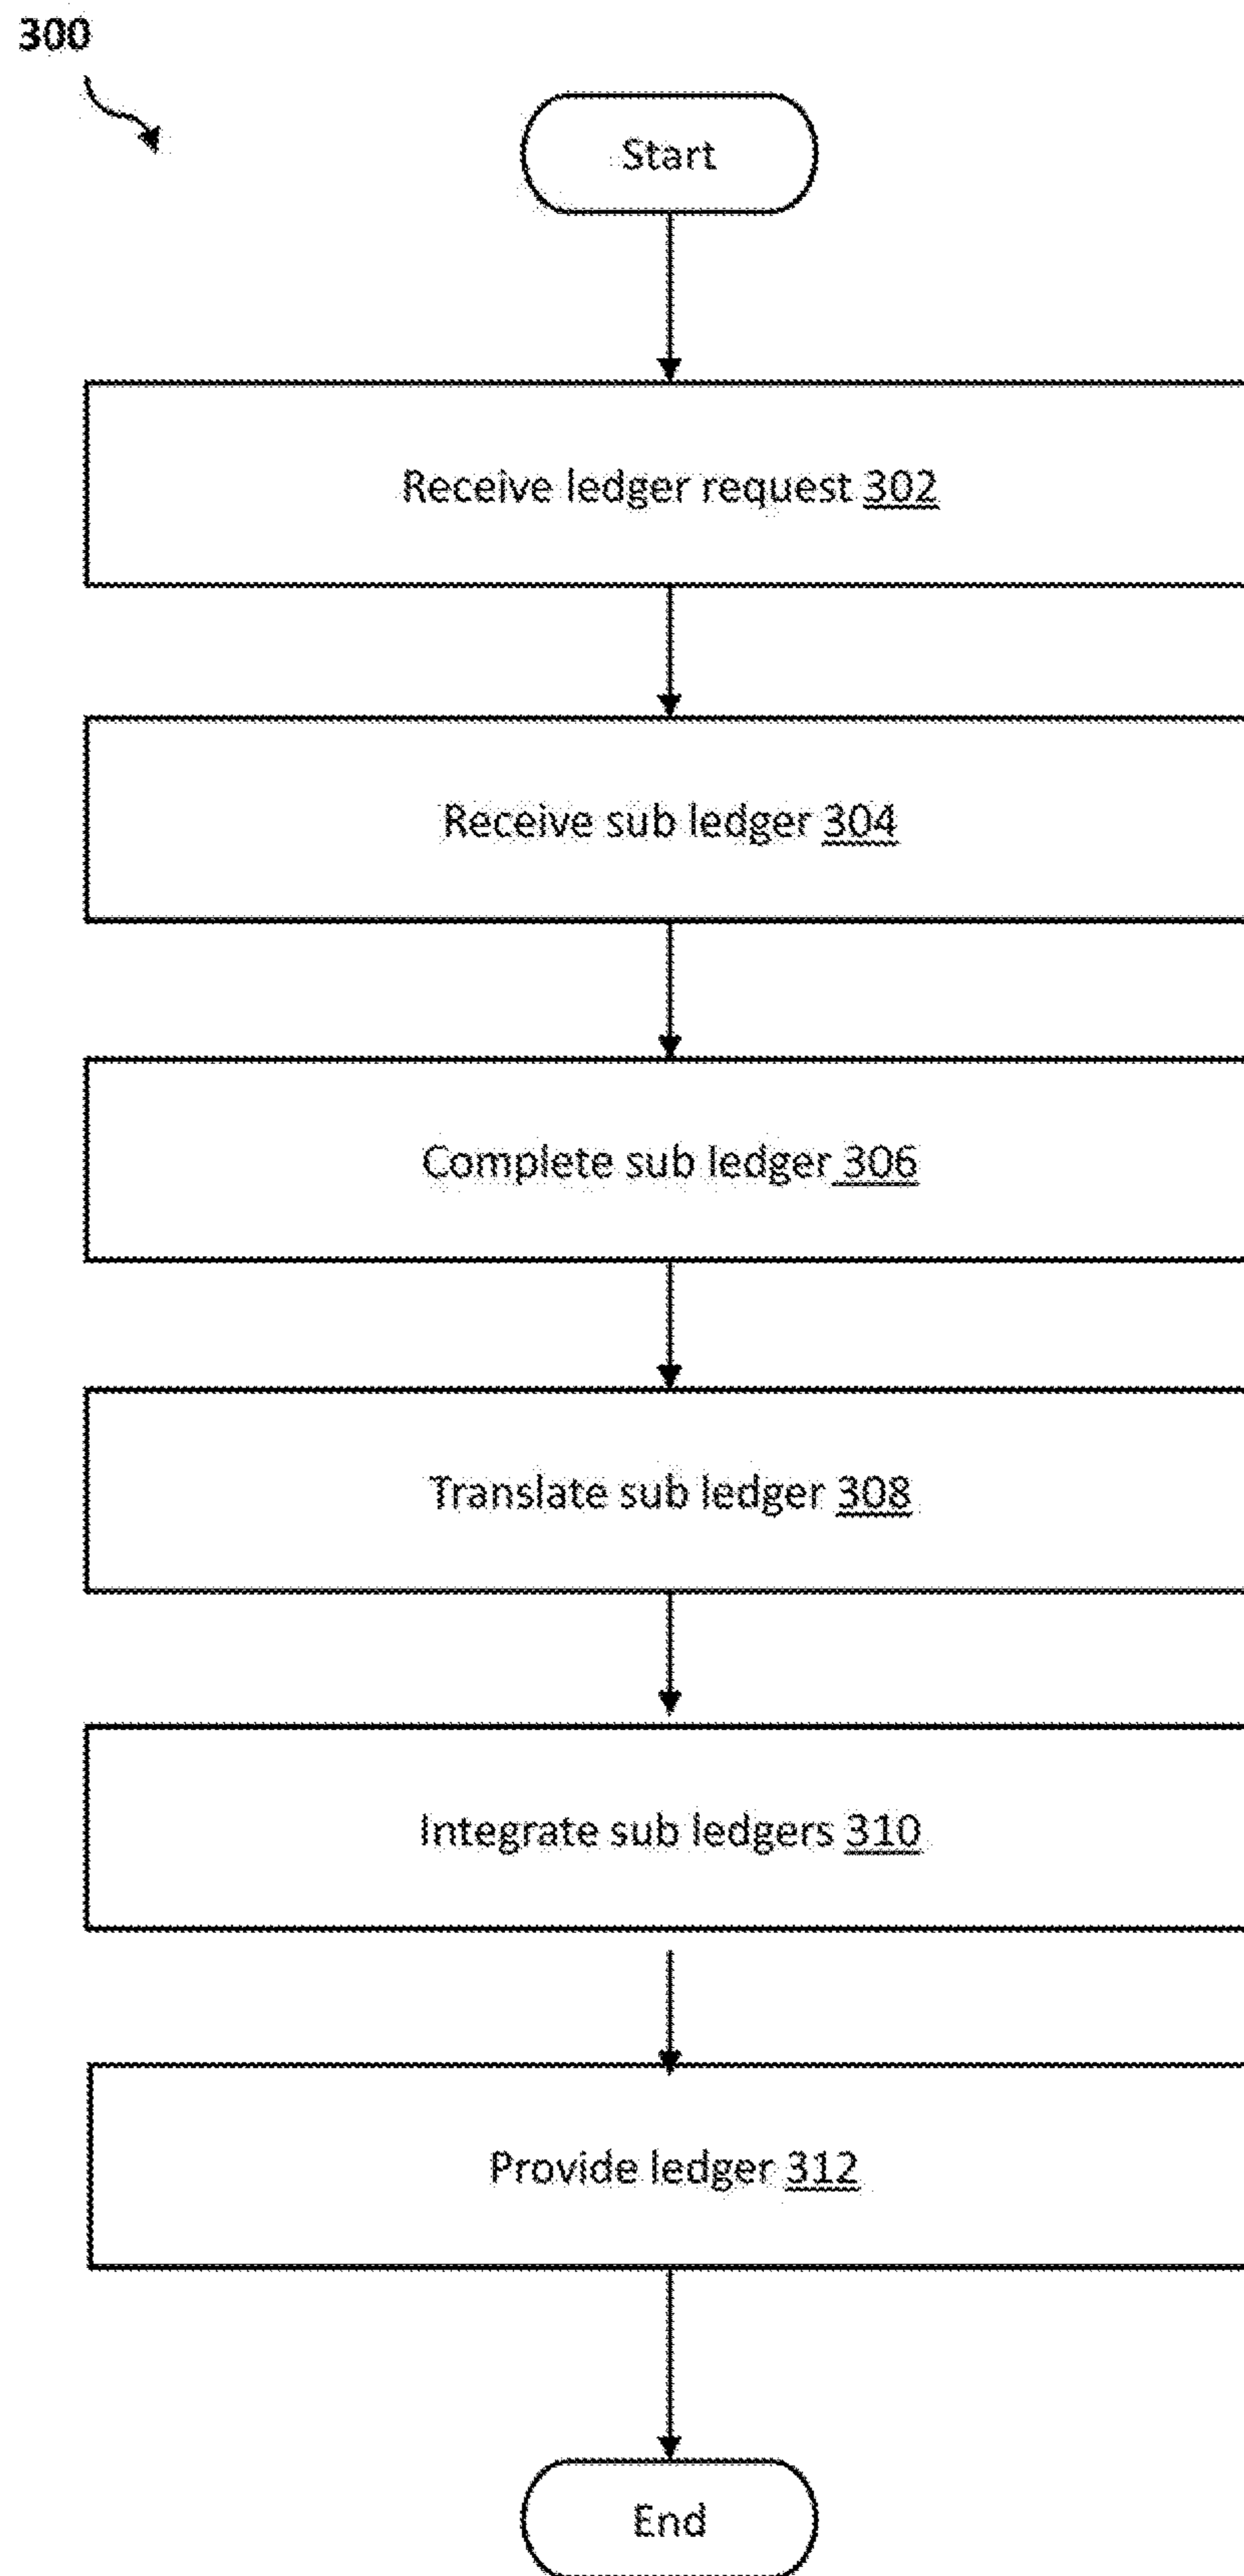 300
Start
Receive ledger request 302
Receive sub ledger 304
Complete sub ledger 306
Translate sub ledger 308
Integrate sub ledgers 310
Provide ledger 312
End